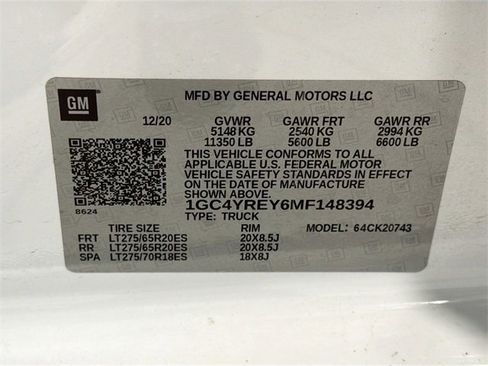 GM
MFD BY GENERAL MOTORS LLC
12/20 GVWR GAWR FRT GAWR RR
5148 KG 2540 KG 2994 KG
11350 LB 5600 LB 6600 LB
THIS VEHICLE CONFORMS TO ALL
APPLICABLE U.S. FEDERAL MOTOR
VEHICLE SAFETY STANDARDS IN EFFECT
ON THE DATE OF MANUFACTURE
SHOWN ABOVE.
1GC4YREY6MF148394
8624
TYPE: TRUCK
TIRE SIZE RIM MODEL: 64CK20743
FRT LT275/65R20ES 20X8.5J
RR LT275/65R20ES 20X8.5J
SPA LT275/70R18ES 18X8J